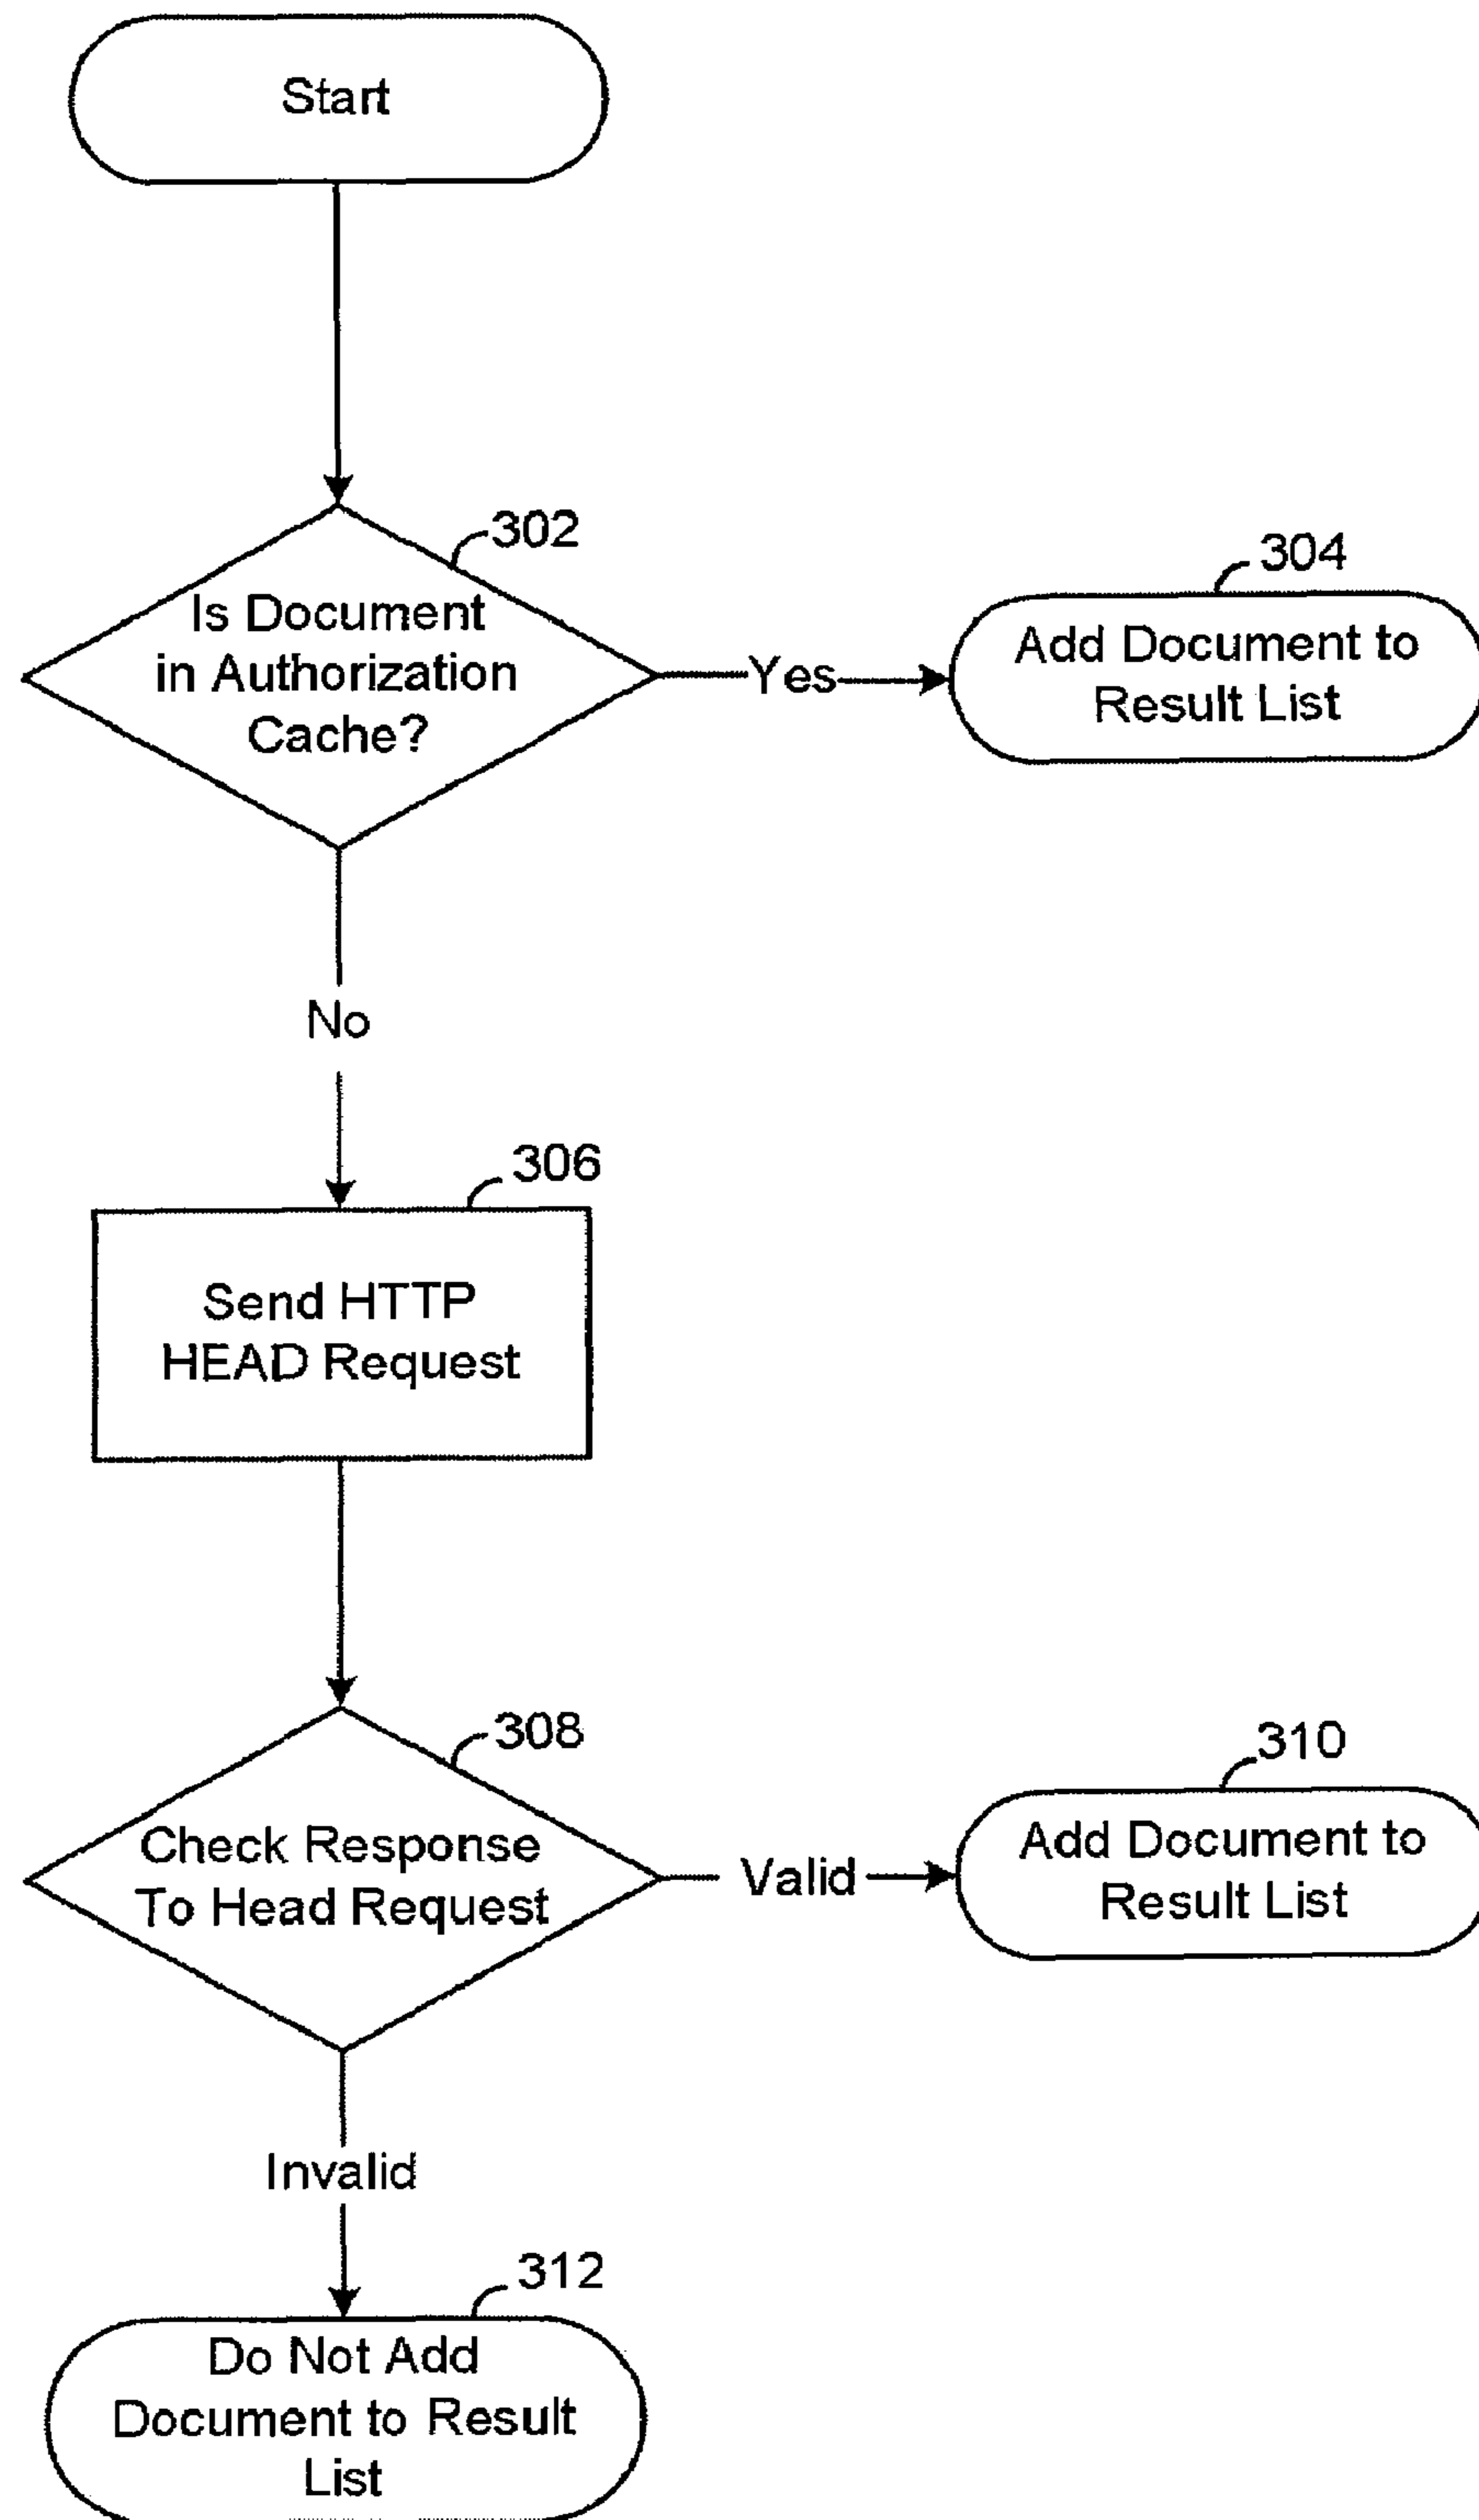 Start
302
Is Document
in Authorization
Cache?
Yes
304
Add Document to
Result List
No
306
Send HTTP
HEAD Request
308
Check Response
To Head Request
Valid
310
Add Document to
Result List
Invalid
312
Do Not Add
Document to Result
List